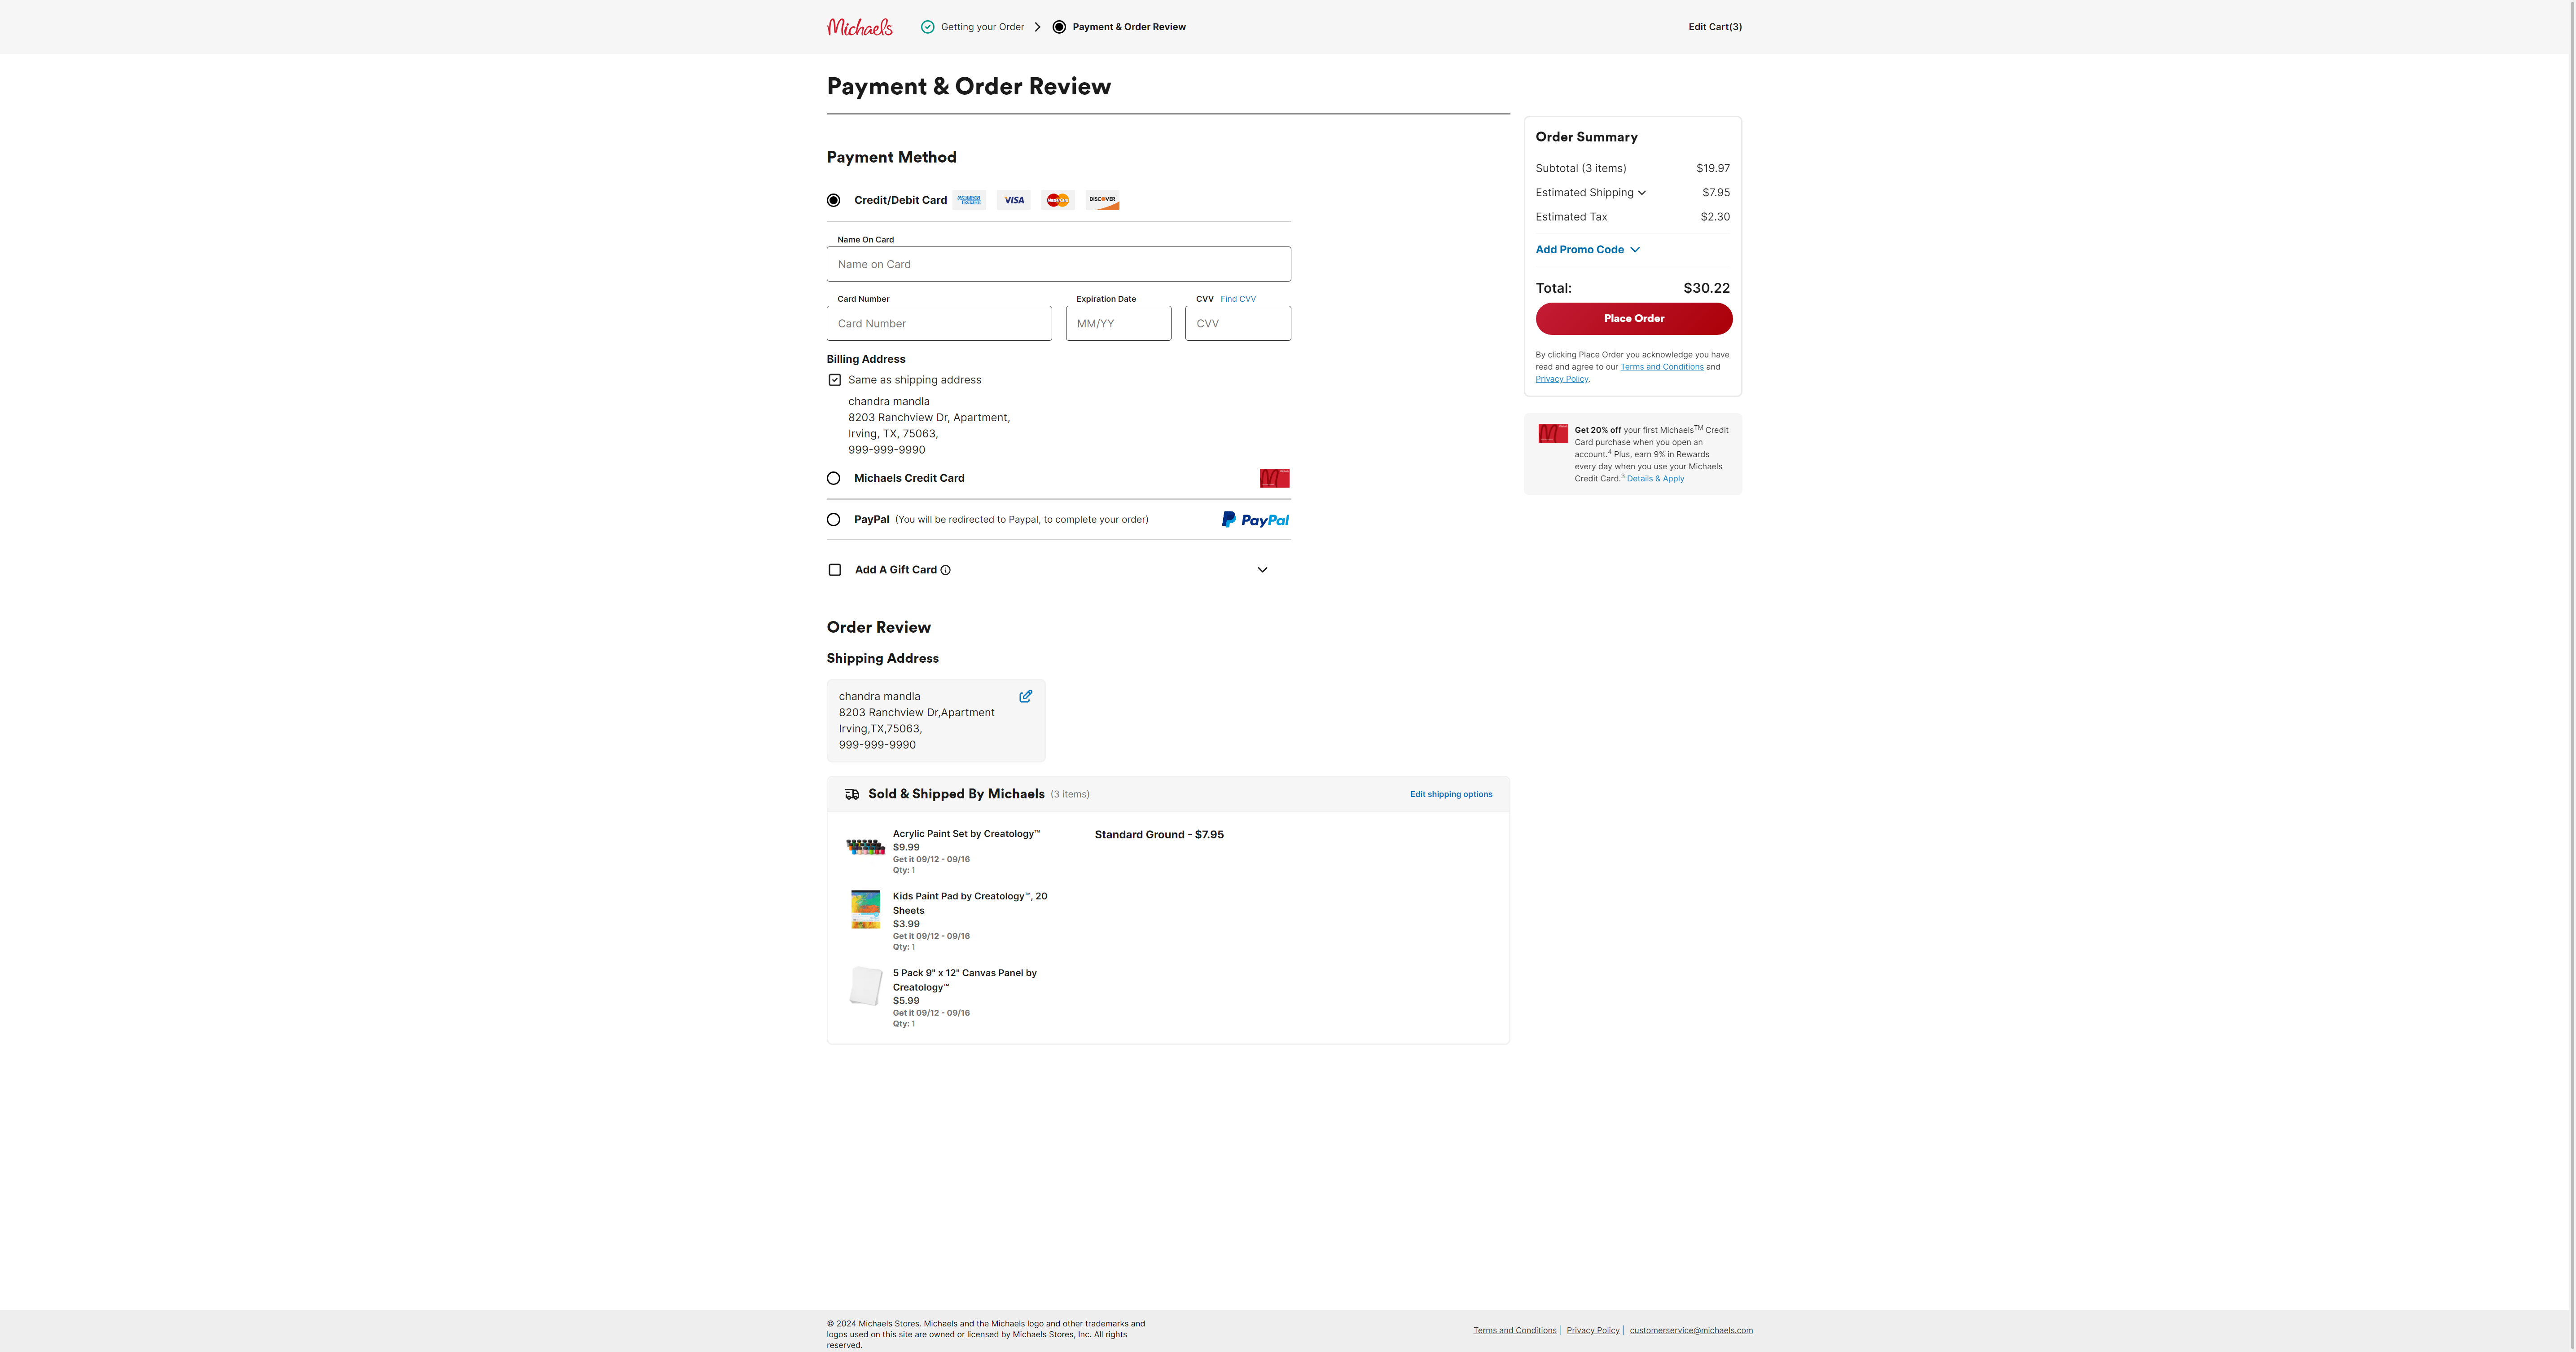 Michaels
Getting your Order
Payment & Order Review
Edit Cart(3)
Payment & Order Review
Payment Method
Credit/Debit Card
VISA
DISCOVER
Name On Card
Name on Card
Card Number
Expiration Date
CVV Find CVV
Card Number
MM/YY
CVV
Billing Address
Same as shipping address
chandra mandla
8203 Ranchview Dr, Apartment,
Irving, TX, 75063,
999-999-9990
Michaels Credit Card
PayPal (You will be redirected to Paypal, to complete your order)
PayPal
Add A Gift Card
Order Summary
Subtotal (3 items) $19.97
Estimated Shipping $7.95
Estimated Tax $2.30
Add Promo Code
Total: $30.22
Place Order
By clicking Place Order you acknowledge you have
read and agree to our Terms and Conditions and
Privacy Policy.
Get 20% off your first Michaels™ Credit
Card purchase when you open an
account.4 Plus, earn 9% in Rewards
every day when you use your Michaels
Credit Card.3 Details & Apply
Order Review
Shipping Address
chandra mandla
8203 Ranchview Dr,Apartment
Irving,TX,75063,
999-999-9990
Sold & Shipped By Michaels (3 items)
Edit shipping options
Acrylic Paint Set by Creatology™
$9.99
Get it 09/12 - 09/16
Qty: 1
Standard Ground - $7.95
Kids Paint Pad by Creatology™, 20
Sheets
$3.99
Get it 09/12 - 09/16
Qty: 1
5 Pack 9" x 12" Canvas Panel by
Creatology™
$5.99
Get it 09/12 - 09/16
Qty: 1
© 2024 Michaels Stores. Michaels and the Michaels logo and other trademarks and
logos used on this site are owned or licensed by Michaels Stores, Inc. All rights
reserved.
Terms and Conditions | Privacy Policy | customerservice@michaels.com